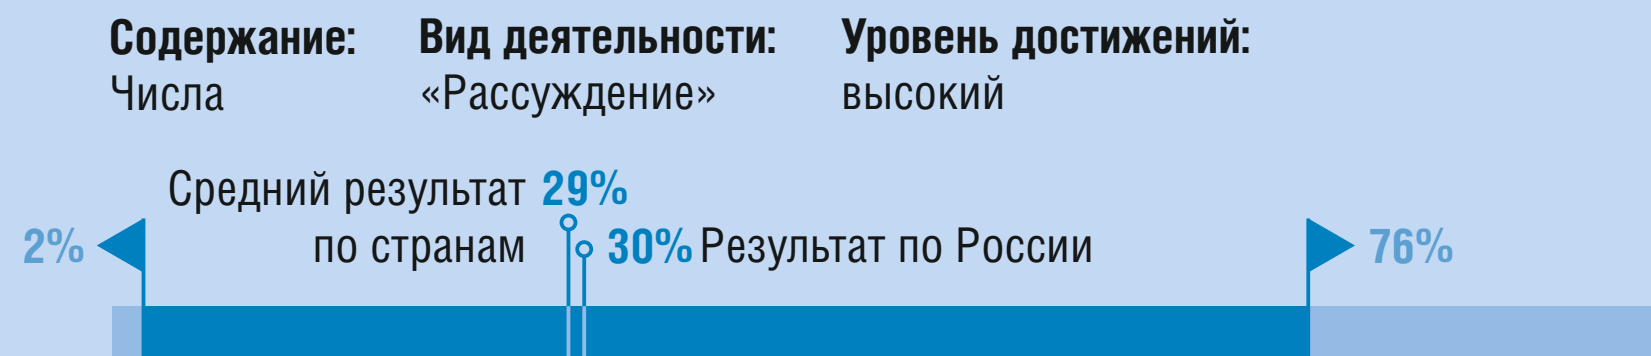 Содержание: Вид деятельности: Уровень достижений:
Числа «Рассуждение» высокий
Средний результат 29%
2% по странам 30% Результат по России 76%